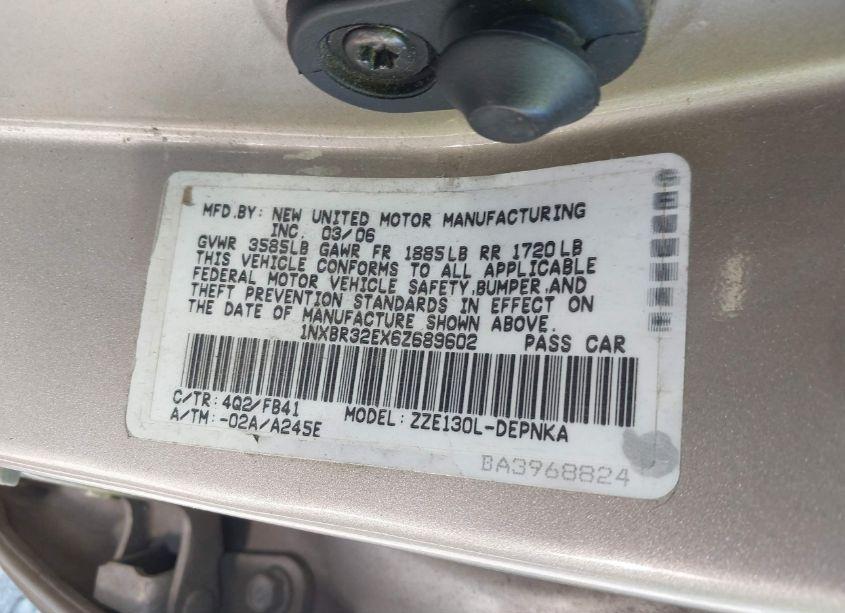 MFD.BY: NEW UNITED MOTOR MANUFACTURING
INC. 03/06
GVWR 3585LB GAWR FR 1885LB RR 1720LB
THIS VEHICLE CONFORMS TO ALL APPLICABLE
FEDERAL MOTOR VEHICLE SAFETY,BUMPER,AND
THEFT PREVENTION STANDARDS IN EFFECT ON
THE DATE OF MANUFACTURE SHOWN ABOVE.
1NXBR32EX6Z689602 PASS CAR
C/TR:4Q2/FB41
A/TM:-02A/A245E MODEL:ZZE130L-DEPNKA
BA3968824